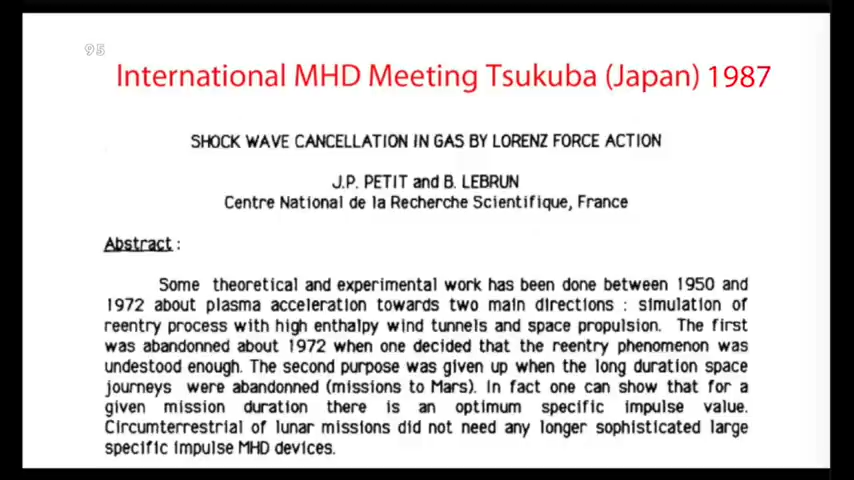 95
International MHD Meeting Tsukuba (Japan) 1987
SHOCK WAVE CANCELLATION IN GAS BY LORENZ FORCE ACTION
J.P. PETIT and B. LEBRUN
Centre National de la Recherche Scientifique, France
Abstract :
Some theoretical and experimental work has been done between 1950 and
1972 about plasma acceleration towards two main directions : simulation of
reentry process with high enthalpy wind tunnels and space propulsion. The first
was abandonned about 1972 when one decided that the reentry phenomenon was
undestood enough. The second purpose was given up when the long duration space
journeys were abandonned (missions to Mars). In fact one can show that for a
given mission duration there is an optimum specific impulse value.
Circumterrestrial of lunar missions did not need any longer sophisticated large
specific impulse MHD devices.